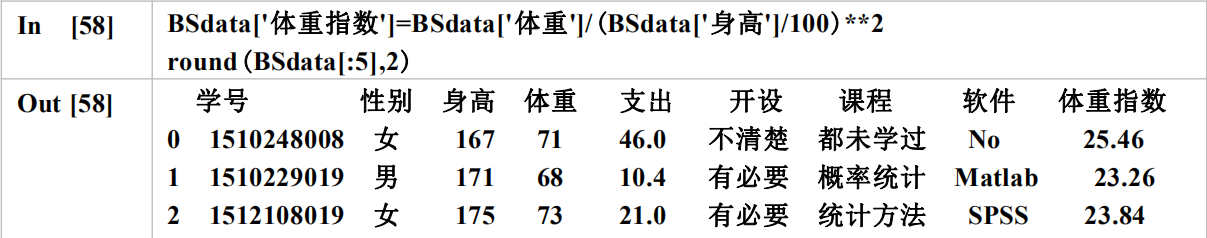 In [58] BSdata['体重指数']=BSdata['体重']/(BSdata['身高']/100)**2
round(BSdata[:5],2)
Out [58] 学号 性别 身高 体重 支出 开设 课程 软件 体重指数
0 1510248008 女 167 71 46.0 不清楚 都未学过 No 25.46
1 1510229019 男 171 68 10.4 有必要 概率统计 Matlab 23.26
2 1512108019 女 175 73 21.0 有必要 统计方法 SPSS 23.84